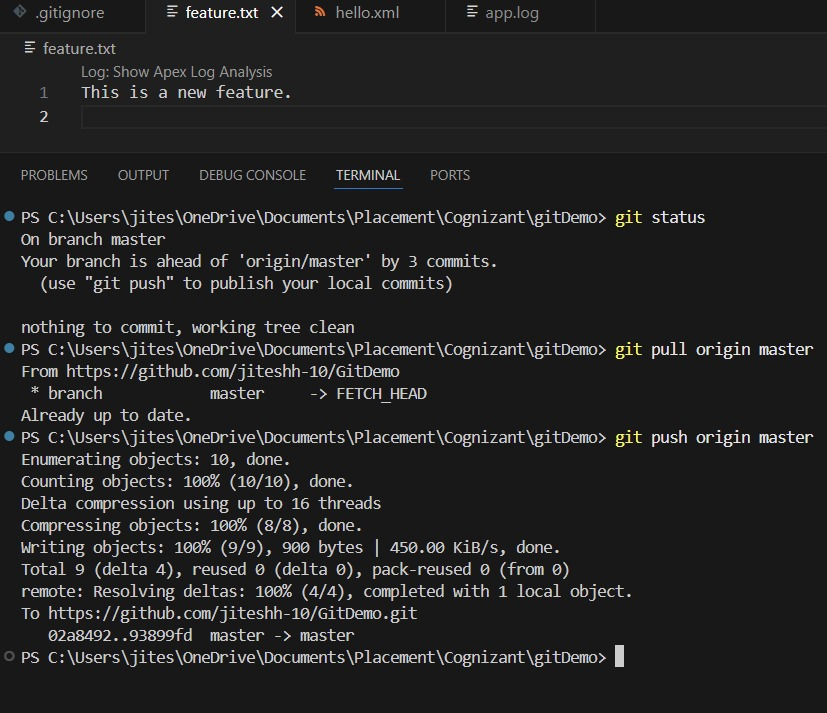 .gitignore feature.txt hello.xml app.log
feature.txt
Log: Show Apex Log Analysis
1 This is a new feature.
2
PROBLEMS OUTPUT DEBUG CONSOLE TERMINAL PORTS
PS C:\Users\jites\OneDrive\Documents\Placement\Cognizant\gitDemo> git status
On branch master
Your branch is ahead of 'origin/master' by 3 commits.
  (use "git push" to publish your local commits)
nothing to commit, working tree clean
PS C:\Users\jites\OneDrive\Documents\Placement\Cognizant\gitDemo> git pull origin master
From https://github.com/jiteshh-10/GitDemo
 * branch            master     -> FETCH_HEAD
Already up to date.
PS C:\Users\jites\OneDrive\Documents\Placement\Cognizant\gitDemo> git push origin master
Enumerating objects: 10, done.
Counting objects: 100% (10/10), done.
Delta compression using up to 16 threads
Compressing objects: 100% (8/8), done.
Writing objects: 100% (9/9), 900 bytes | 450.00 KiB/s, done.
Total 9 (delta 4), reused 0 (delta 0), pack-reused 0 (from 0)
remote: Resolving deltas: 100% (4/4), completed with 1 local object.
To https://github.com/jiteshh-10/GitDemo.git
   02a8492..93899fd  master -> master
PS C:\Users\jites\OneDrive\Documents\Placement\Cognizant\gitDemo>